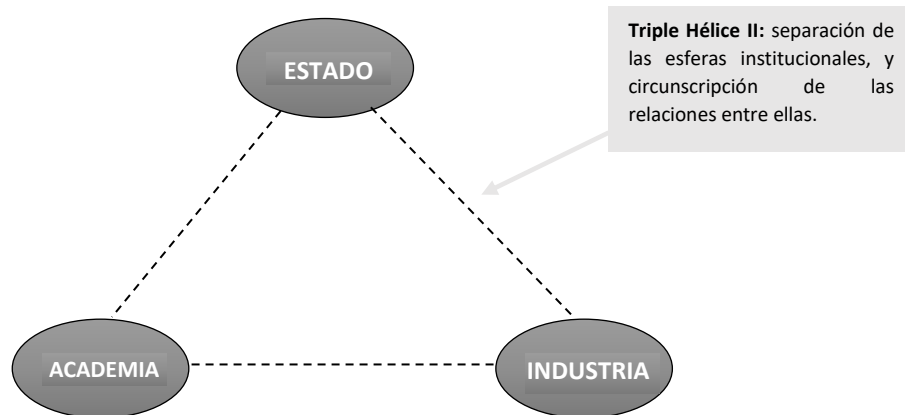 Triple Hélice II: separación de
las esferas institucionales, y
circunscripción de las
relaciones entre ellas.
ESTADO
ACADEMIA
INDUSTRIA